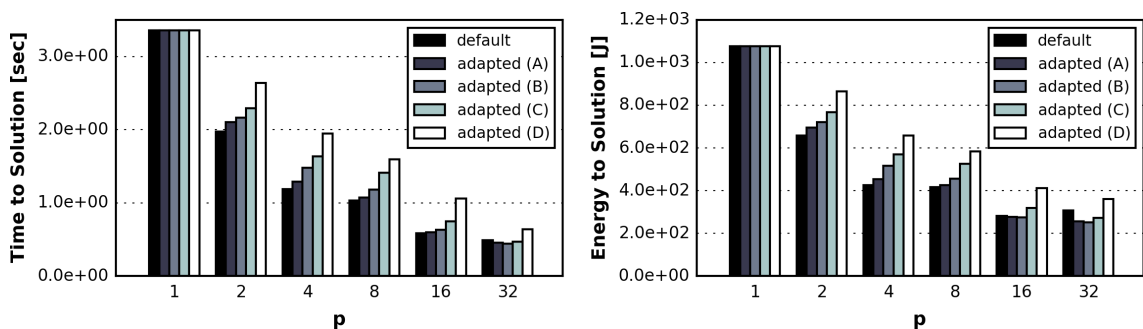 Time to Solution [sec]
3.0e+00
2.0e+00
1.0e+00
0.0e+00
default
adapted (A)
adapted (B)
adapted (C)
adapted (D)
1 2 4 8 16 32
p
Energy to Solution [J]
1.2e+03
1.0e+03
8.0e+02
6.0e+02
4.0e+02
2.0e+02
0.0e+00
default
adapted (A)
adapted (B)
adapted (C)
adapted (D)
1 2 4 8 16 32
p